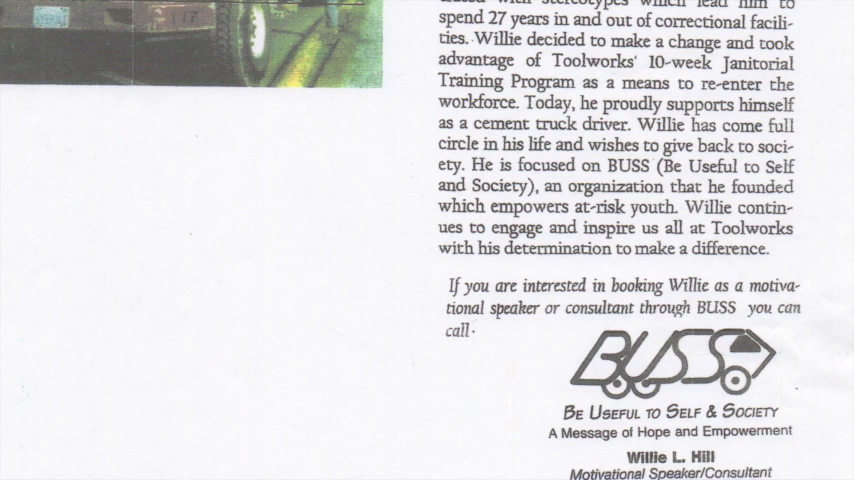 117
spend 27 years in and out of correctional facili-
ties. Willie decided to make a change and took
advantage of Toolworks' 10-week Janitorial
Training Program as a means to re-enter the
workforce. Today, he proudly supports himself
as a cement truck driver. Willie has come full
circle in his life and wishes to give back to soci-
ety. He is focused on BUSS (Be Useful to Self
and Society), an organization that he founded
which empowers at-risk youth. Willie contin-
ues to engage and inspire us all at Toolworks
with his determination to make a difference.
If you are interested in booking Willie as a motiva-
tional speaker or consultant through BUSS you can
call
BUSS
BE USEFUL TO SELF & SOCIETY
A Message of Hope and Empowerment
Willie L. Hill
Motivational Speaker/Consultant